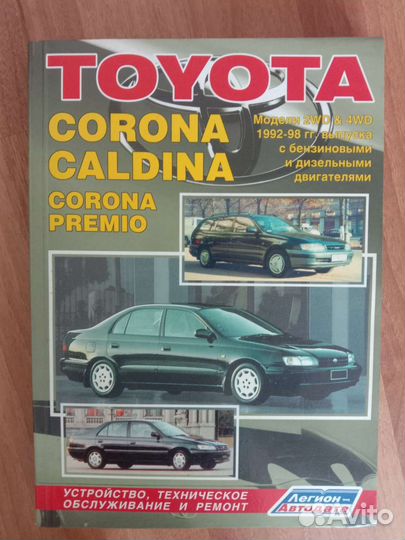 TOYOTA
CORONA
CALDINA
CORONA
PREMIO
Модели 2WD & 4WD
1992-98 гг. выпуска
с бензиновыми
и дизельными
двигателями
УСТРОЙСТВО, ТЕХНИЧЕСКОЕ
ОБСЛУЖИВАНИЕ И РЕМОНТ
Легион-
Автодата
Avito